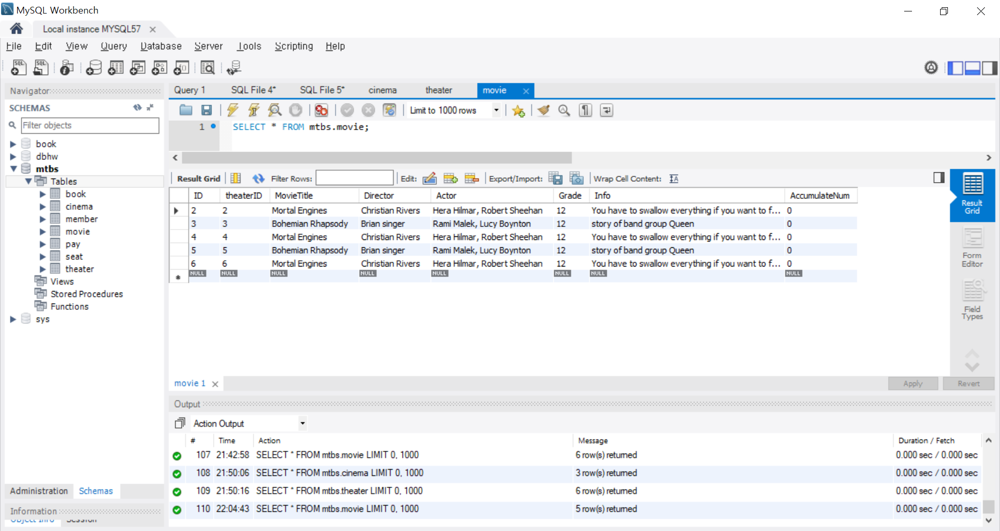 MySQL Workbench
Local instance MYSQL57
File Edit View Query Database Server Tools Scripting Help
SQL SQL
Navigator
Query 1 SQL File 4* SQL File 5* cinema theater movie
SCHEMAS
Limit to 1000 rows
Filter objects
1 SELECT * FROM mtbs.movie;
book
dbhw
mtbs
Tables
book
cinema
member
movie
pay
seat
theater
Views
Stored Procedures
Functions
sys
Result Grid Filter Rows: Edit: Export/Import: Wrap Cell Content:
ID theaterID MovieTitle Director Actor Grade Info AccumulateNum
2 2 Mortal Engines Christian Rivers Hera Hilmar, Robert Sheehan 12 You have to swallow everything if you want to f... 0
3 3 Bohemian Rhapsody Brian singer Rami Malek, Lucy Boynton 12 story of band group Queen 0
4 4 Mortal Engines Christian Rivers Hera Hilmar, Robert Sheehan 12 You have to swallow everything if you want to f... 0
5 5 Bohemian Rhapsody Brian singer Rami Malek, Lucy Boynton 12 story of band group Queen 0
6 6 Mortal Engines Christian Rivers Hera Hilmar, Robert Sheehan 12 You have to swallow everything if you want to f... 0
NULL NULL NULL NULL NULL NULL NULL NULL
Result
Grid
Form
Editor
Field
Types
movie 1
Apply Revert
Output
Action Output
# Time Action Message Duration / Fetch
107 21:42:58 SELECT * FROM mtbs.movie LIMIT 0, 1000 6 row(s) returned 0.000 sec / 0.000 sec
108 21:50:06 SELECT * FROM mtbs.cinema LIMIT 0, 1000 3 row(s) returned 0.000 sec / 0.000 sec
109 21:50:16 SELECT * FROM mtbs.theater LIMIT 0, 1000 6 row(s) returned 0.000 sec / 0.000 sec
110 22:04:43 SELECT * FROM mtbs.movie LIMIT 0, 1000 5 row(s) returned 0.000 sec / 0.000 sec
Administration Schemas
Information
Object Info Session